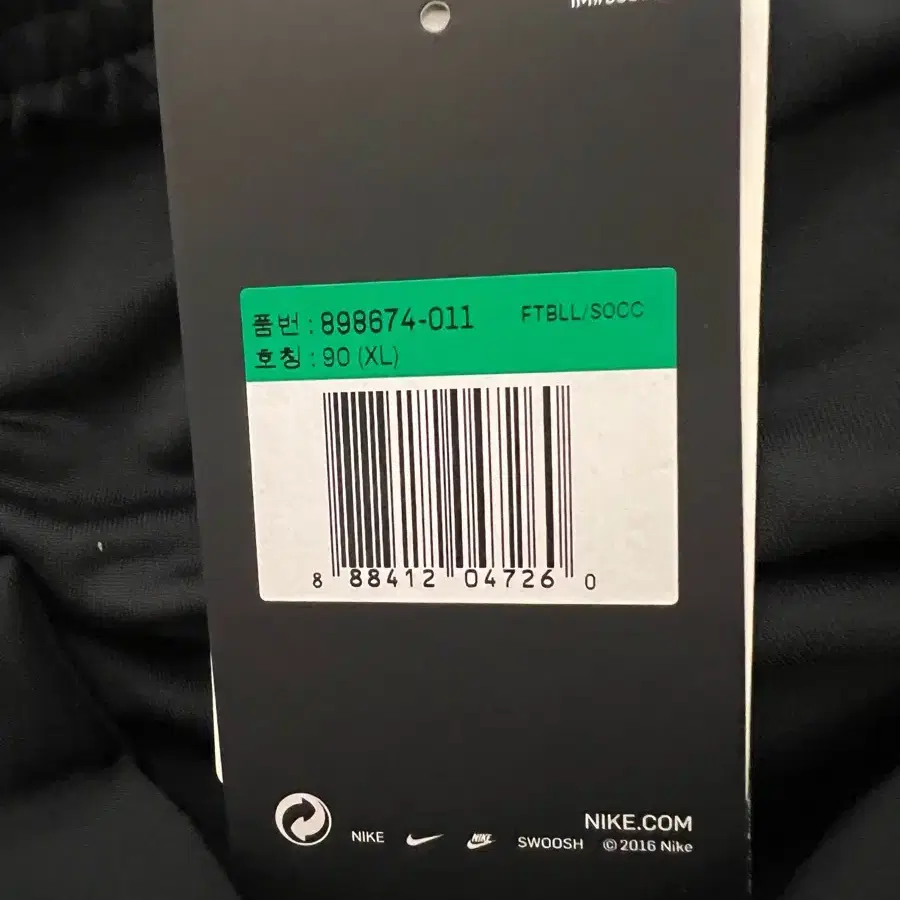 품번 : 898674-011 FTBLL/SOCC
호칭 : 90 (XL)
8 88412 04726 0
NIKE.COM
NIKE NIKE SWOOSH ©2016 Nike